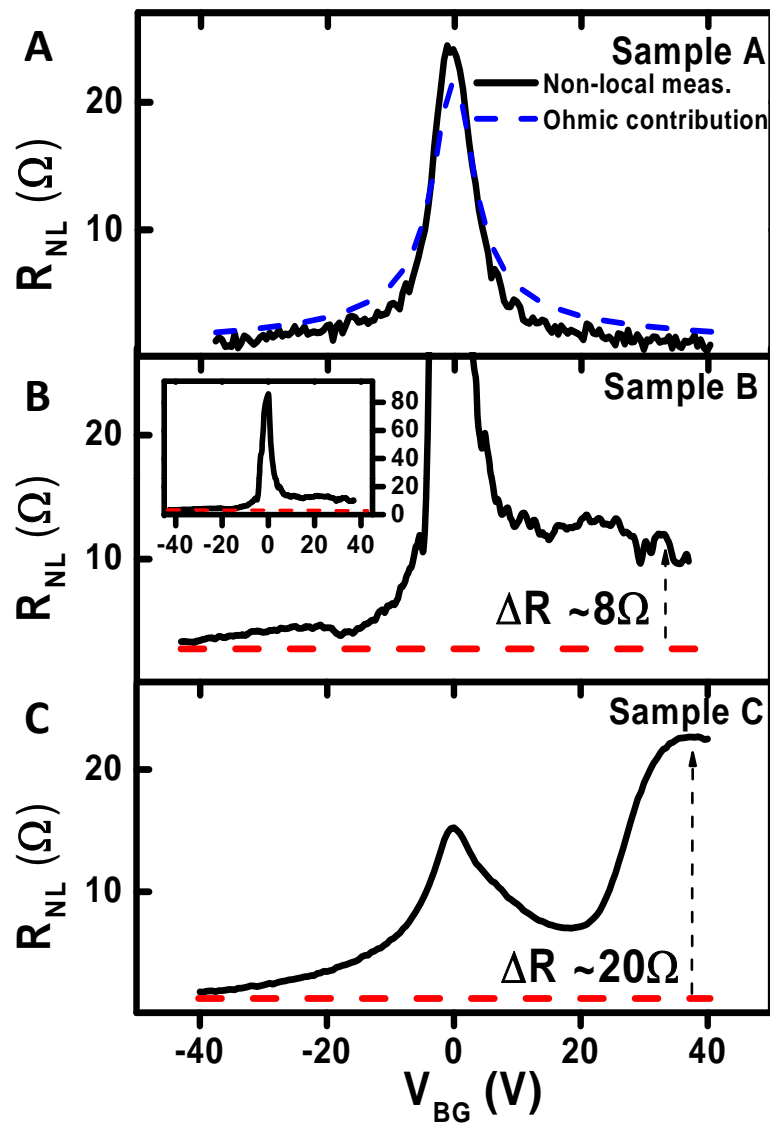 A
Sample A
Non-local meas.
Ohmic contribution
20
10
R_NL (Ω)
B
Sample B
80
60
40
20
0
-40 -20 0 20 40
20
10
R_NL (Ω)
ΔR ~8Ω
C
Sample C
20
10
R_NL (Ω)
ΔR ~20Ω
-40 -20 0 20 40
V_BG (V)